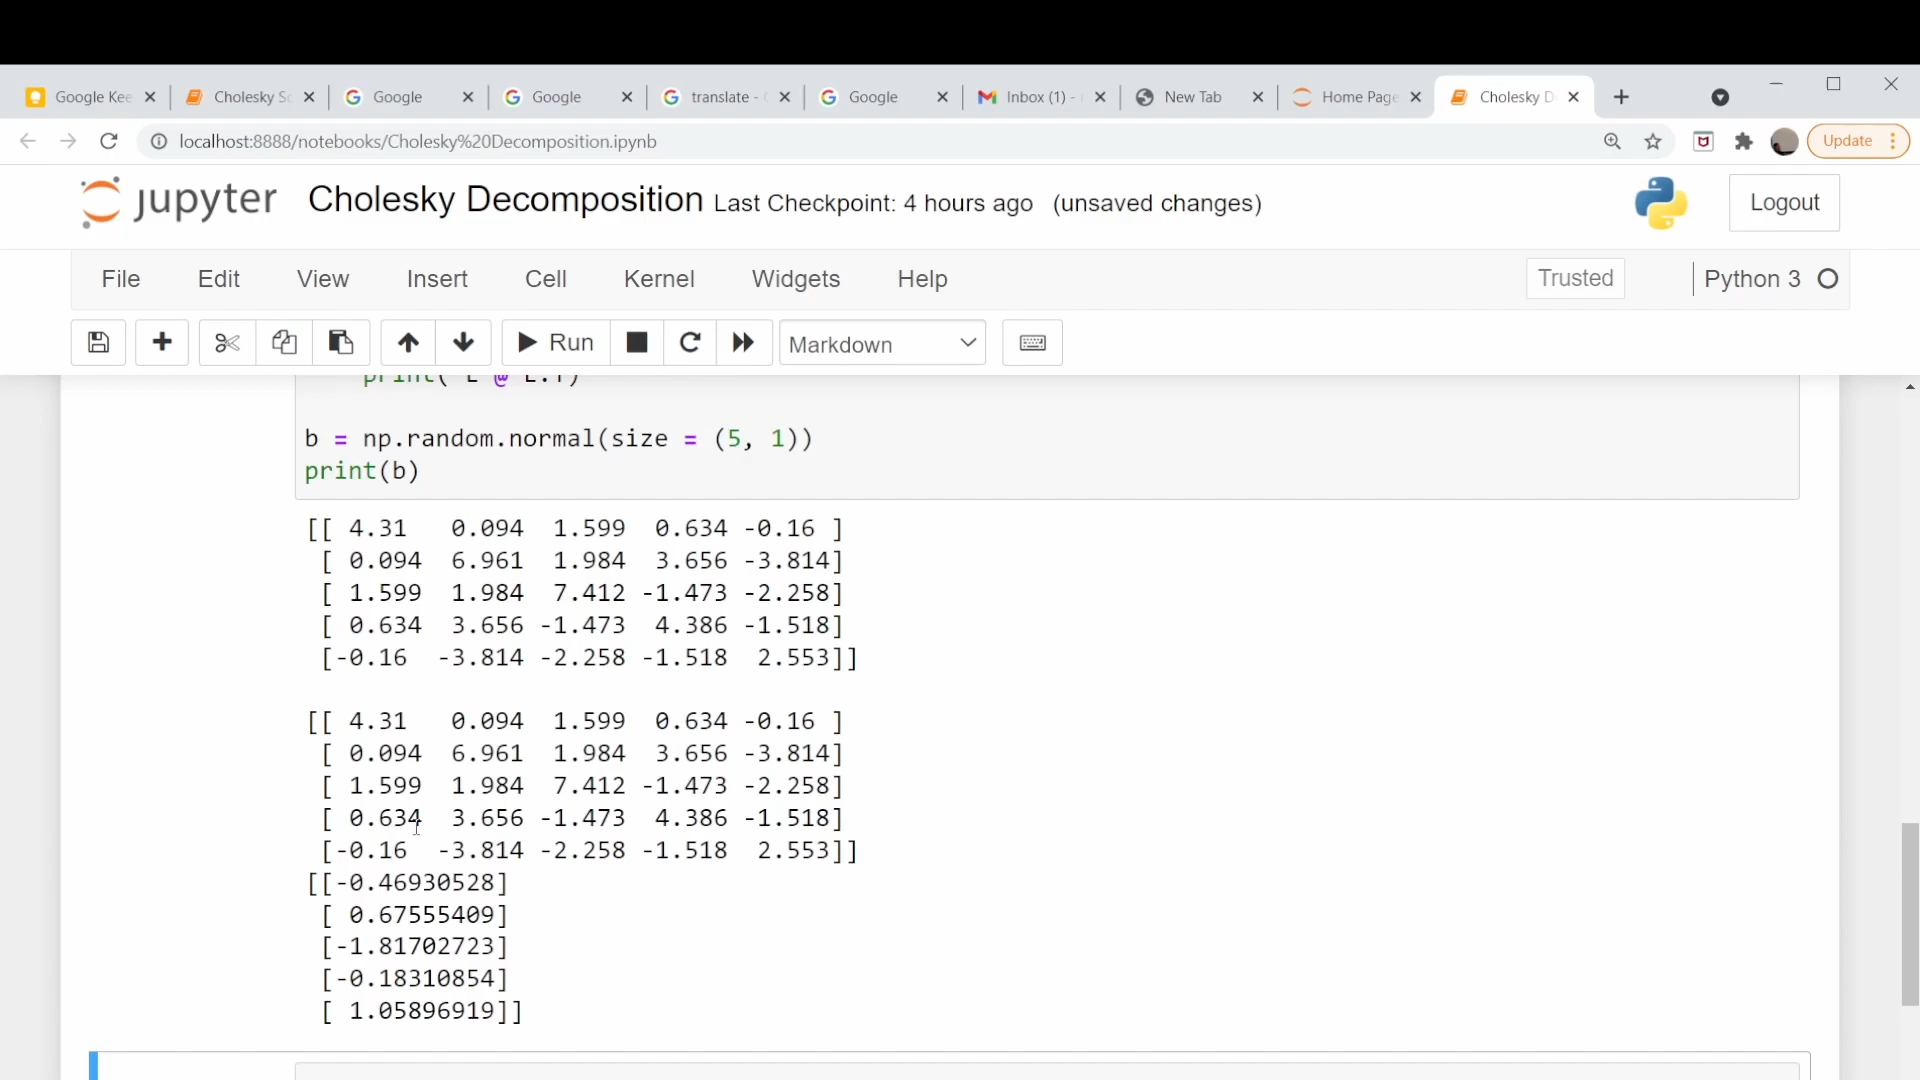 Google Kee
Cholesky S
Google
Google
translate -
Google
Inbox (1) -
New Tab
Home Page
Cholesky D
localhost:8888/notebooks/Cholesky%20Decomposition.ipynb
Update
jupyter Cholesky Decomposition Last Checkpoint: 4 hours ago (unsaved changes)
Logout
File Edit View Insert Cell Kernel Widgets Help
Trusted
Python 3
Run
Markdown
print( L @ L.T)
b = np.random.normal(size = (5, 1))
print(b)
[[ 4.31   0.094  1.599  0.634 -0.16 ]
 [ 0.094  6.961  1.984  3.656 -3.814]
 [ 1.599  1.984  7.412 -1.473 -2.258]
 [ 0.634  3.656 -1.473  4.386 -1.518]
 [-0.16  -3.814 -2.258 -1.518  2.553]]
[[ 4.31   0.094  1.599  0.634 -0.16 ]
 [ 0.094  6.961  1.984  3.656 -3.814]
 [ 1.599  1.984  7.412 -1.473 -2.258]
 [ 0.634  3.656 -1.473  4.386 -1.518]
 [-0.16  -3.814 -2.258 -1.518  2.553]]
[[-0.46930528]
 [ 0.67555409]
 [-1.81702723]
 [-0.18310854]
 [ 1.05896919]]